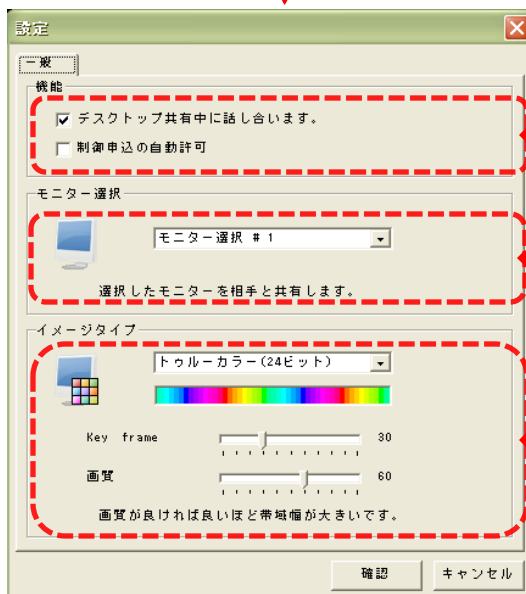 設定
一般
機能
デスクトップ共有中に話し合います。
制御申込の自動許可
モニター選択
モニター選択 # 1
選択したモニターを相手と共有します。
イメージタイプ
トゥルーカラー(24ビット)
Key frame 30
画質 60
画質が良ければ良いほど帯域幅が大きいです。
確認 キャンセル